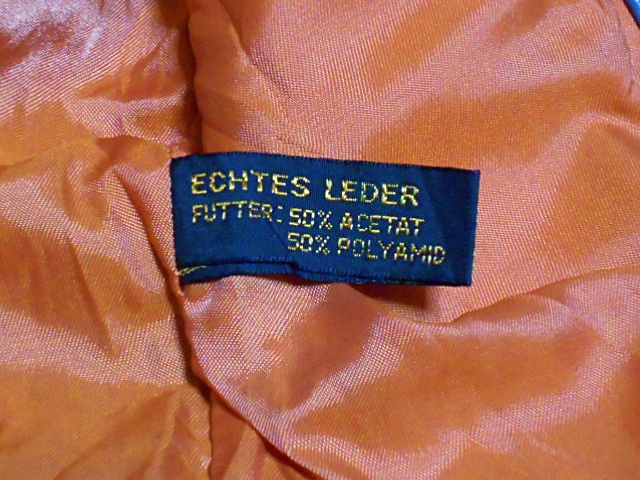 ECHTES LEDER
FUTTER: 50% ACETAT
50% POLYAMID